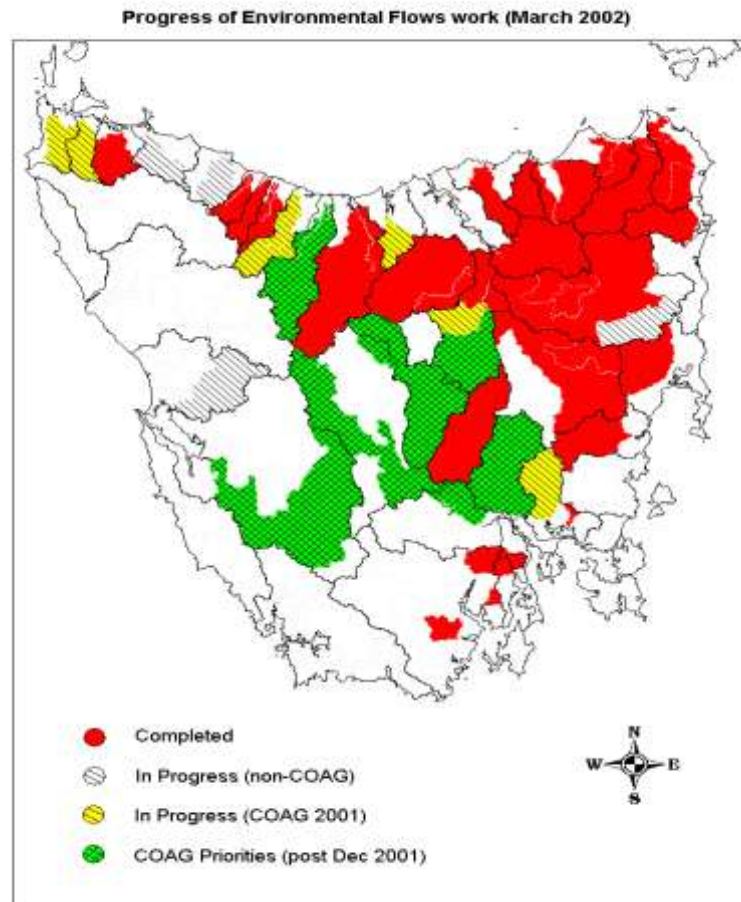 Progress of Environmental Flows work (March 2002)
Completed
In Progress (non-COAG)
In Progress (COAG 2001)
COAG Priorities (post Dec 2001)
N
W E
S